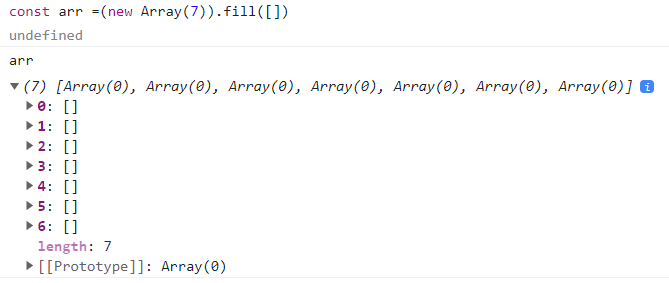 const arr =(new Array(7)).fill([])
undefined
arr
(7) [Array(0), Array(0), Array(0), Array(0), Array(0), Array(0), Array(0)] i
0: []
1: []
2: []
3: []
4: []
5: []
6: []
length: 7
[[Prototype]]: Array(0)